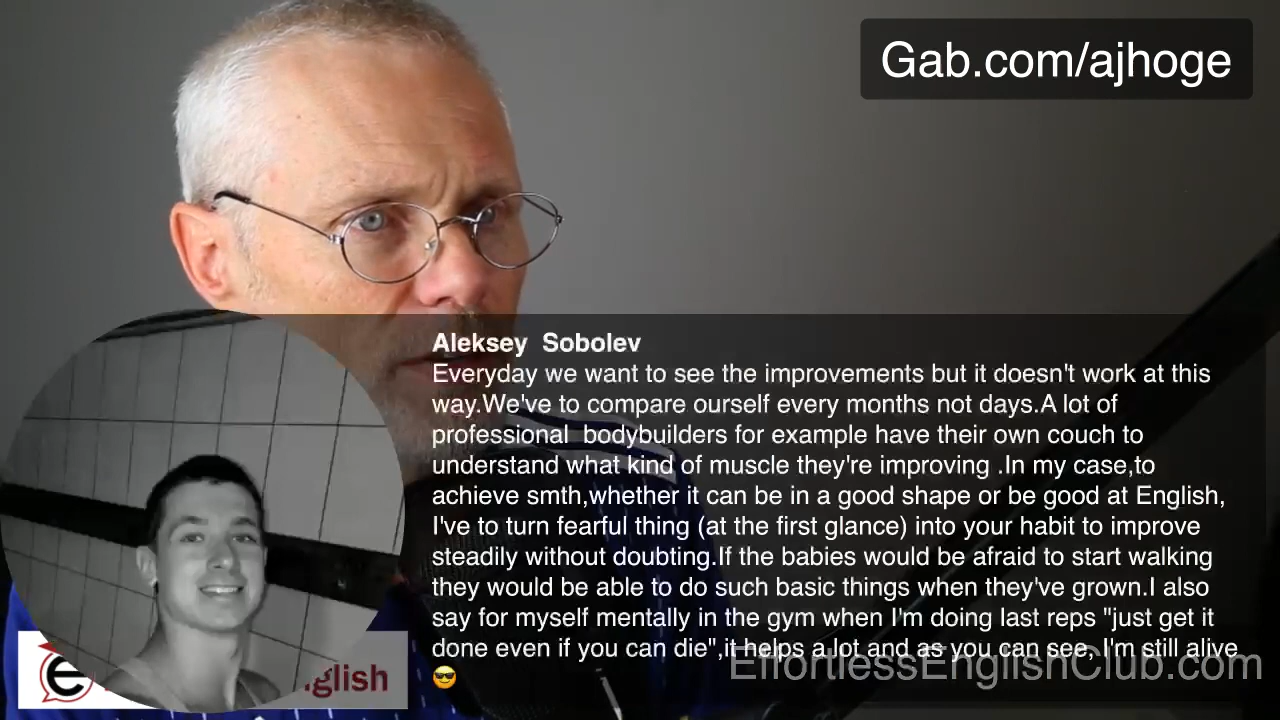 Gab.com/ajhoge
Aleksey Sobolev
Everyday we want to see the improvements but it doesn't work at this
way.We've to compare ourself every months not days.A lot of
professional bodybuilders for example have their own couch to
understand what kind of muscle they're improving .In my case,to
achieve smth,whether it can be in a good shape or be good at English,
I've to turn fearful thing (at the first glance) into your habit to improve
steadily without doubting.If the babies would be afraid to start walking
they would be able to do such basic things when they've grown.I also
say for myself mentally in the gym when I'm doing last reps "just get it
done even if you can die",it helps a lot and as you can see, I'm still alive
😎
EffortlessEnglishClub.com
e .glish